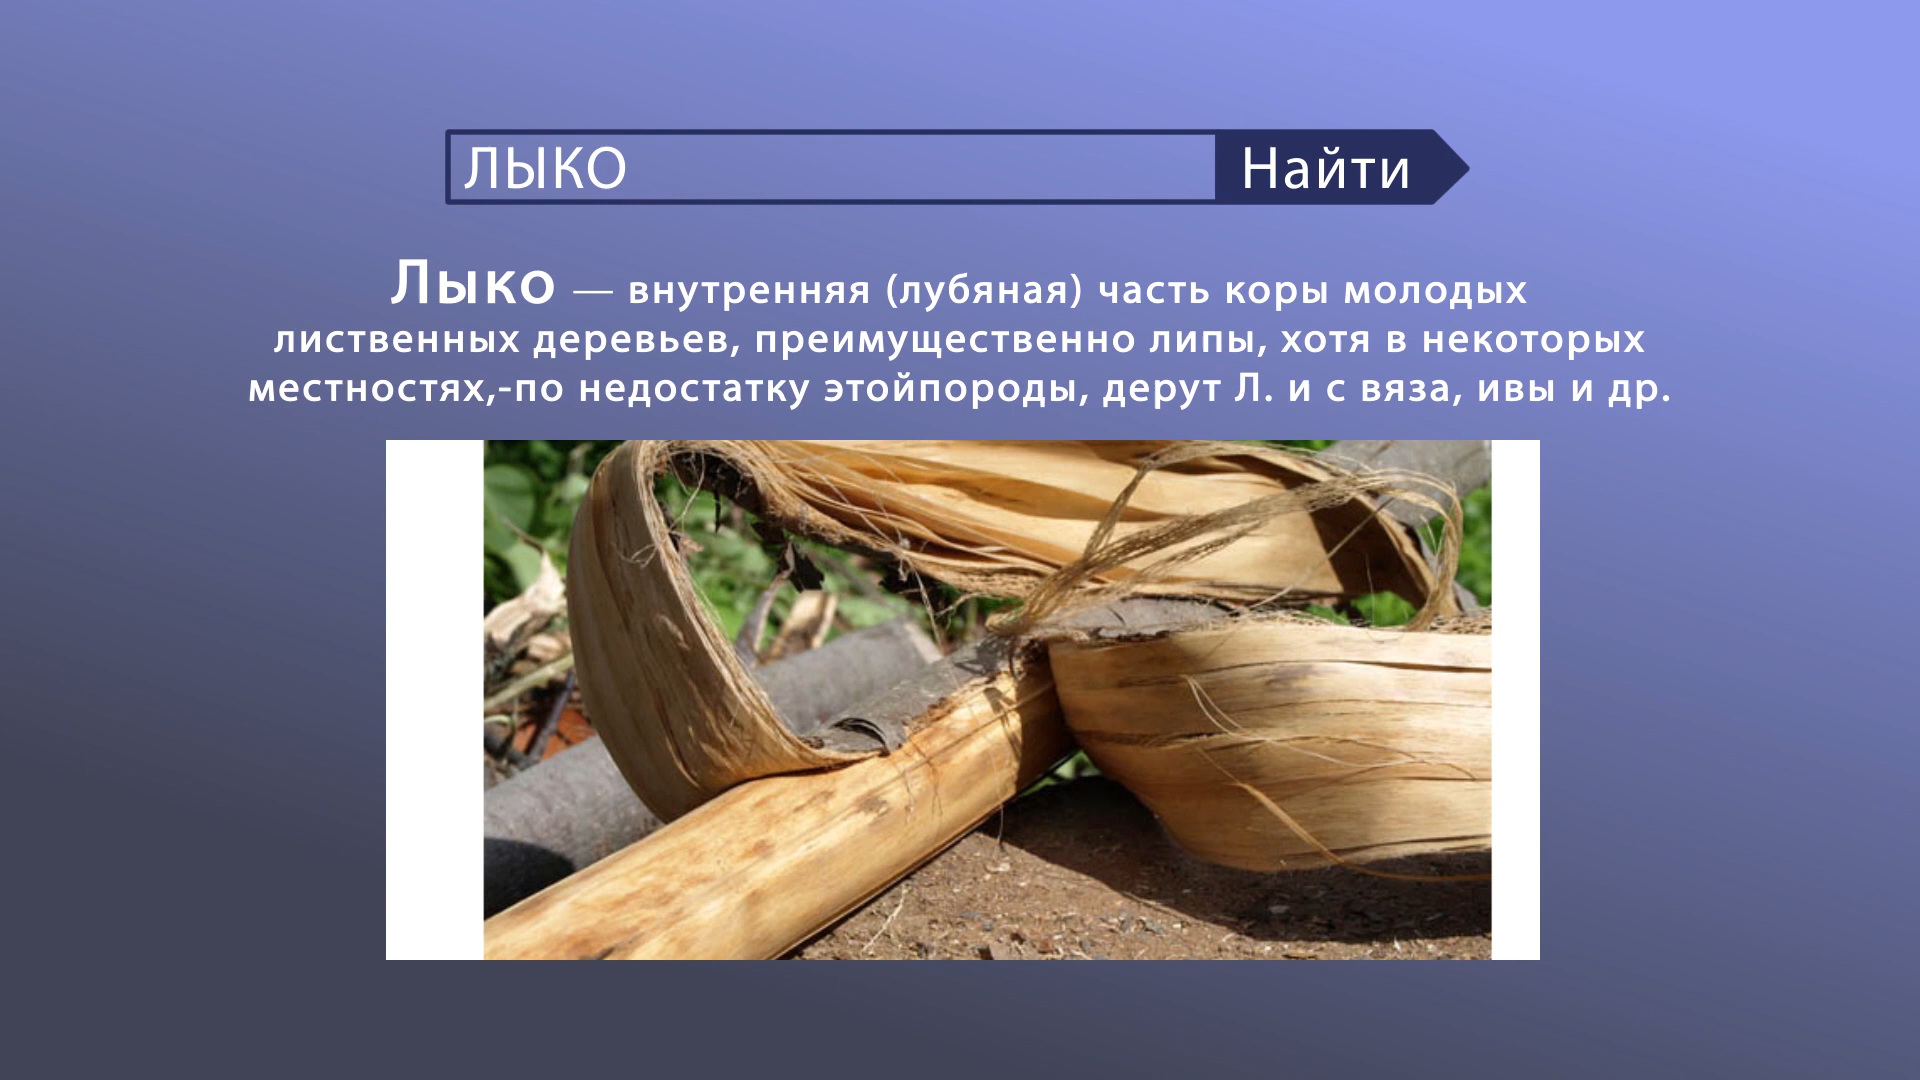 ЛЫКО
Найти
Лыко — внутренняя (лубяная) часть коры молодых
лиственных деревьев, преимущественно липы, хотя в некоторых
местностях,-по недостатку этойпороды, дерут Л. и с вяза, ивы и др.